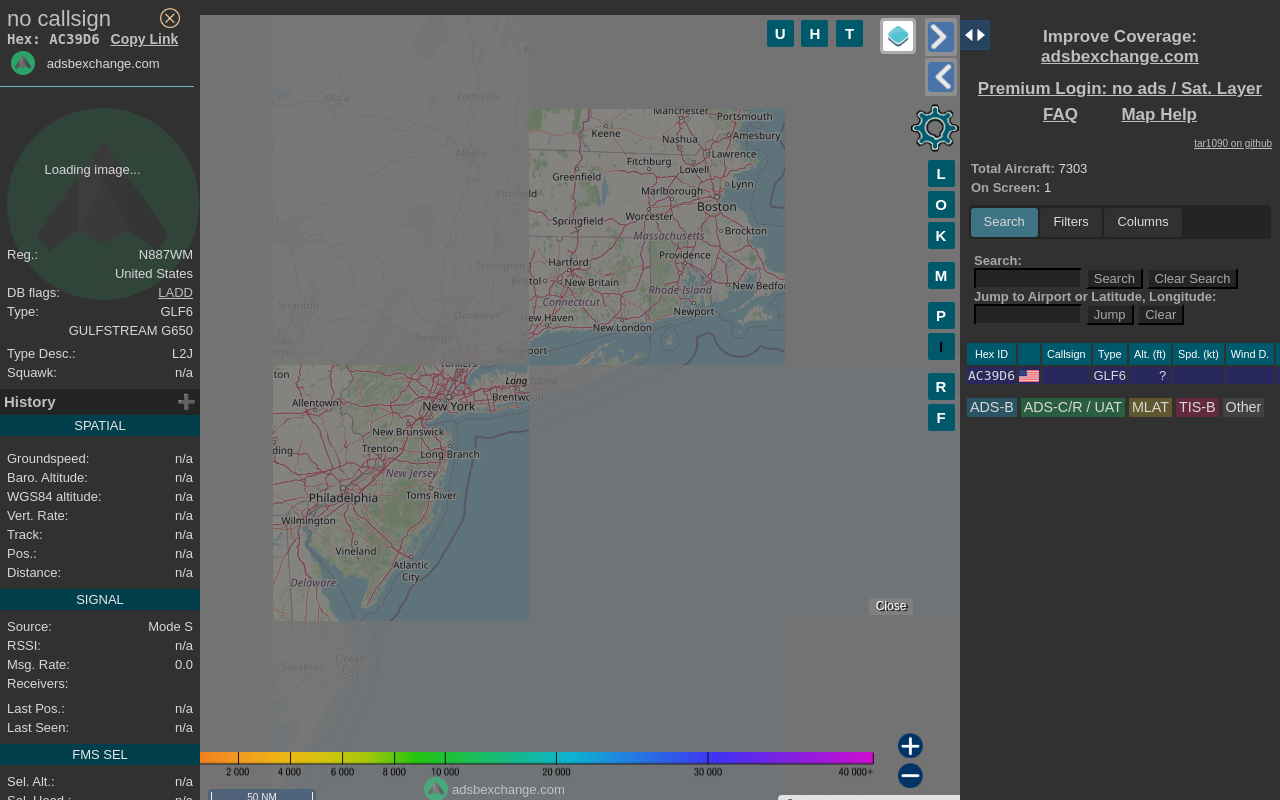 no callsign
Hex: AC39D6 Copy Link
adsbexchange.com
Loading image...
Reg.: N887WM
United States
DB flags: LADD
Type: GLF6
GULFSTREAM G650
Type Desc.: L2J
Squawk: n/a
History
SPATIAL
Groundspeed: n/a
Baro. Altitude: n/a
WGS84 altitude: n/a
Vert. Rate: n/a
Track: n/a
Pos.: n/a
Distance: n/a
SIGNAL
Source: Mode S
RSSI: n/a
Msg. Rate: 0.0
Receivers:
Last Pos.: n/a
Last Seen: n/a
FMS SEL
Sel. Alt.: n/a
Sel. Head.: n/a
U H T
L
O
K
M
P
I
R
F
Utica
Fortsville
Albany
Pittsfield
Torrington
Scranton
Danbury
Ramapo
Bridgeport
Manchester
Portsmouth
Keene
Nashua
Amesbury
Fitchburg
Lawrence
Greenfield
Lowell
Marlborough
Lynn
Springfield
Worcester
Boston
Massachusetts
Brockton
Hartford
Providence
Bristol
New Britain
Rhode Island
New Bedfor
Connecticut
Newport
New Haven
New London
Yonkers
ton
Long Island
Allentown
New York
Brentwoo
New Brunswick
ding
Trenton
Long Branch
New Jersey
Philadelphia
Toms River
Wilmington
Vineland
Atlantic
City
Delaware
Salisbury
Ocean
City
Close
2 000 4 000 6 000 8 000 10 000 20 000 30 000 40 000+
adsbexchange.com
50 NM
Improve Coverage:
adsbexchange.com
Premium Login: no ads / Sat. Layer
FAQ Map Help
tar1090 on github
Total Aircraft: 7303
On Screen: 1
Search Filters Columns
Search:
Search Clear Search
Jump to Airport or Latitude, Longitude:
Jump Clear
Hex ID Callsign Type Alt. (ft) Spd. (kt) Wind D.
AC39D6 GLF6 ?
ADS-B ADS-C/R / UAT MLAT TIS-B Other